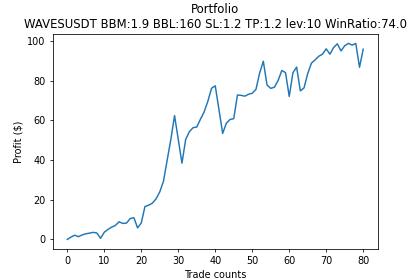 Portfolio
WAVESUSDT BBM:1.9 BBL:160 SL:1.2 TP:1.2 lev:10 WinRatio:74.0
100
80
60
40
20
0
Profit ($)
0 10 20 30 40 50 60 70 80
Trade counts